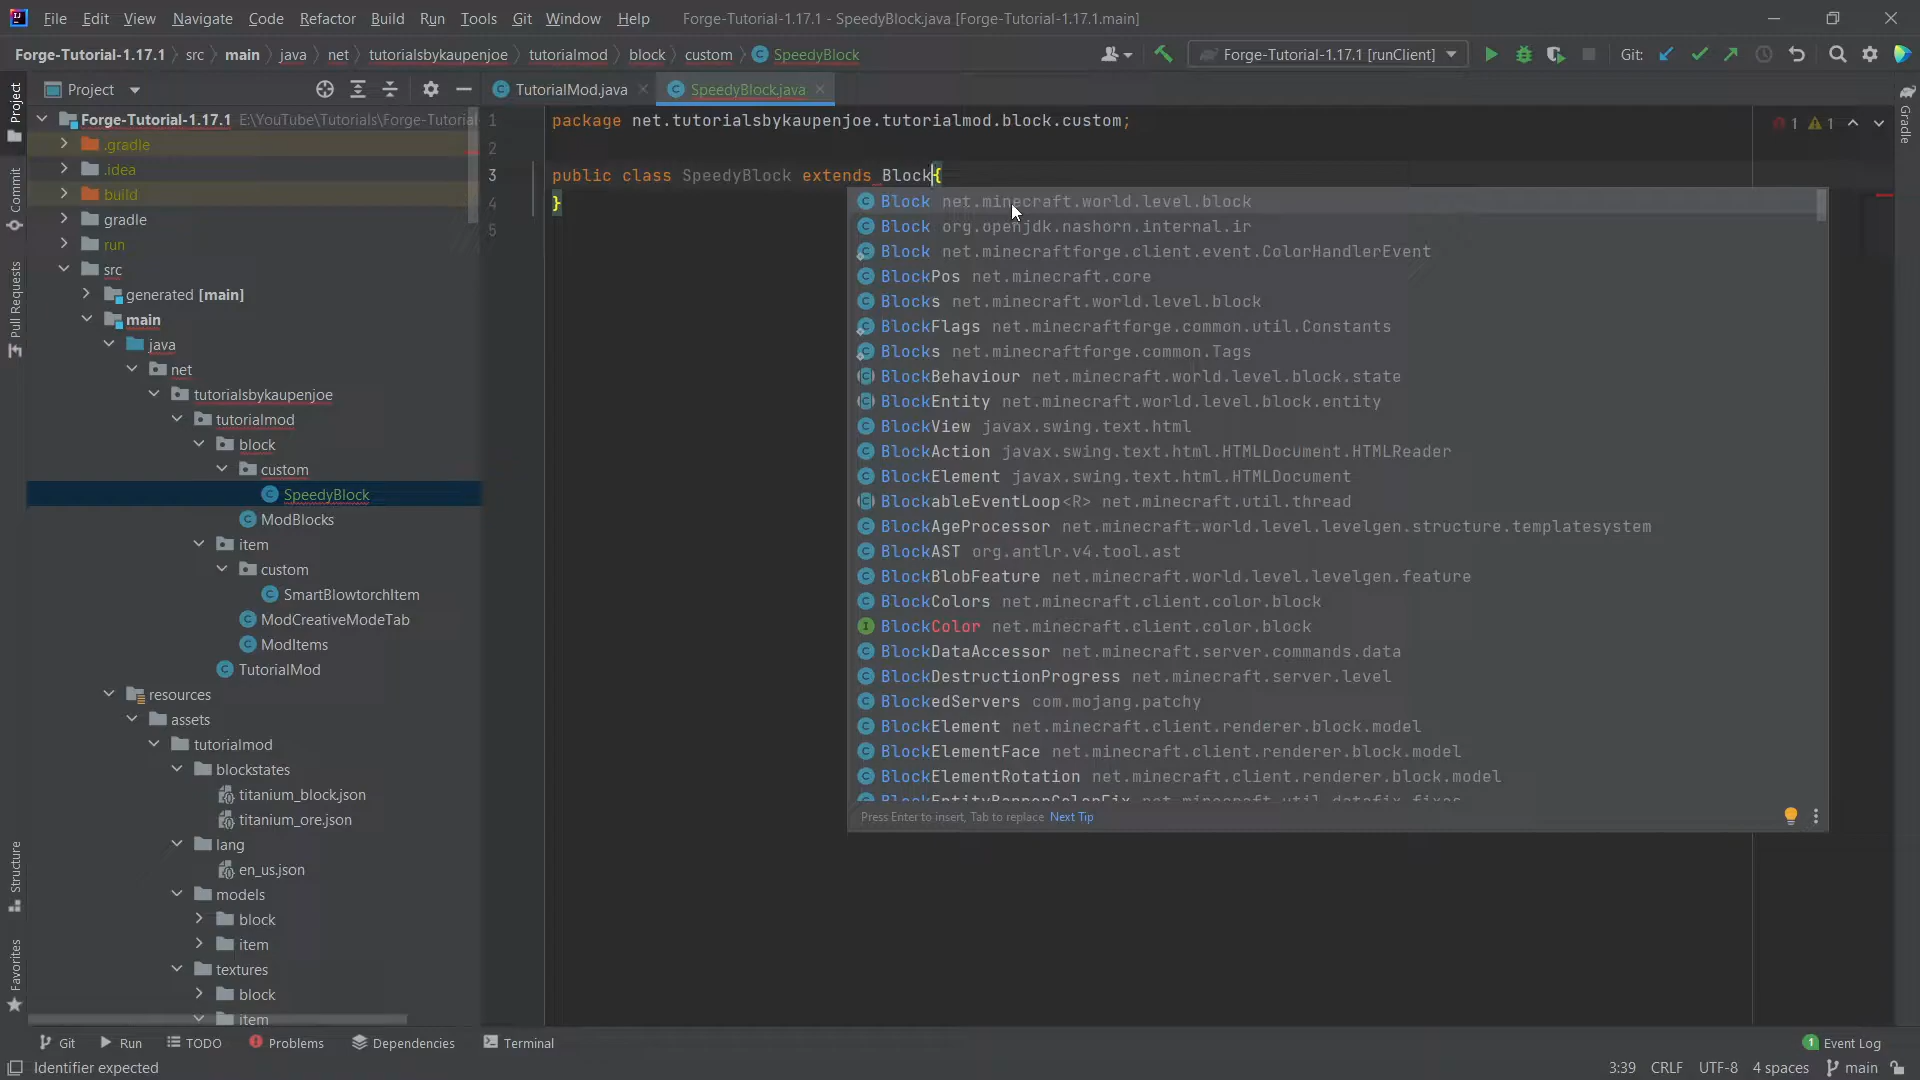 File Edit View Navigate Code Refactor Build Run Tools Git Window Help Forge-Tutorial-1.17.1 - SpeedyBlock.java [Forge-Tutorial-1.17.1.main]
Forge-Tutorial-1.17.1 src main java net tutorialsbykaupenjoe tutorialmod block custom SpeedyBlock Forge-Tutorial-1.17.1 [runClient] Git:
Project TutorialMod.java SpeedyBlock.java
Project
Commit
Pull Requests
Structure
Favorites
Gradle
Forge-Tutorial-1.17.1 E:\YouTube\Tutorials\Forge-Tutorial
.gradle
.idea
build
gradle
run
src
generated [main]
main
java
net
tutorialsbykaupenjoe
tutorialmod
block
custom
SpeedyBlock
ModBlocks
item
custom
SmartBlowtorchItem
ModCreativeModeTab
ModItems
TutorialMod
resources
assets
tutorialmod
blockstates
titanium_block.json
titanium_ore.json
lang
en_us.json
models
block
item
textures
block
item
1 package net.tutorialsbykaupenjoe.tutorialmod.block.custom; 1 1
2
3 public class SpeedyBlock extends Block{
4 }
5
Block net.minecraft.world.level.block
Block org.openjdk.nashorn.internal.ir
Block net.minecraftforge.client.event.ColorHandlerEvent
BlockPos net.minecraft.core
Blocks net.minecraft.world.level.block
BlockFlags net.minecraftforge.common.util.Constants
Blocks net.minecraftforge.common.Tags
BlockBehaviour net.minecraft.world.level.block.state
BlockEntity net.minecraft.world.level.block.entity
BlockView javax.swing.text.html
BlockAction javax.swing.text.html.HTMLDocument.HTMLReader
BlockElement javax.swing.text.html.HTMLDocument
BlockableEventLoop<R> net.minecraft.util.thread
BlockAgeProcessor net.minecraft.world.level.levelgen.structure.templatesystem
BlockAST org.antlr.v4.tool.ast
BlockBlobFeature net.minecraft.world.level.levelgen.feature
BlockColors net.minecraft.client.color.block
BlockColor net.minecraft.client.color.block
BlockDataAccessor net.minecraft.server.commands.data
BlockDestructionProgress net.minecraft.server.level
BlockedServers com.mojang.patchy
BlockElement net.minecraft.client.renderer.block.model
BlockElementFace net.minecraft.client.renderer.block.model
BlockElementRotation net.minecraft.client.renderer.block.model
BlockEntityBannerColorFix net.minecraft.util.datafix.fixes
Press Enter to insert, Tab to replace Next Tip
Git Run TODO Problems Dependencies Terminal 1 Event Log
Identifier expected 3:39 CRLF UTF-8 4 spaces main